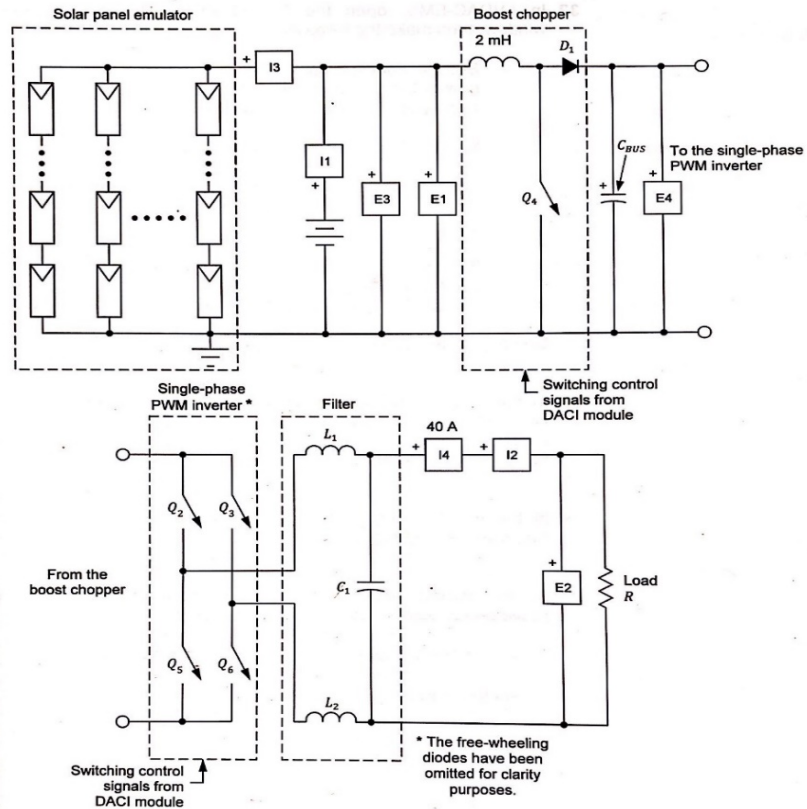 Solar panel emulator
Boost chopper
2 mH
D₁
+
I3
I1
+
+
E3
+
E1
Q₄
C_BUS
+
+
E4
To the single-phase
PWM inverter
Switching control
signals from
DACI module
Single-phase
PWM inverter *
Filter
L₁
40 A
+
I4
+
I2
Q₂
Q₃
From the
boost chopper
C₁
+
E2
Load
R
Q₅
Q₆
L₂
* The free-wheeling
diodes have been
omitted for clarity
purposes.
Switching control
signals from
DACI module